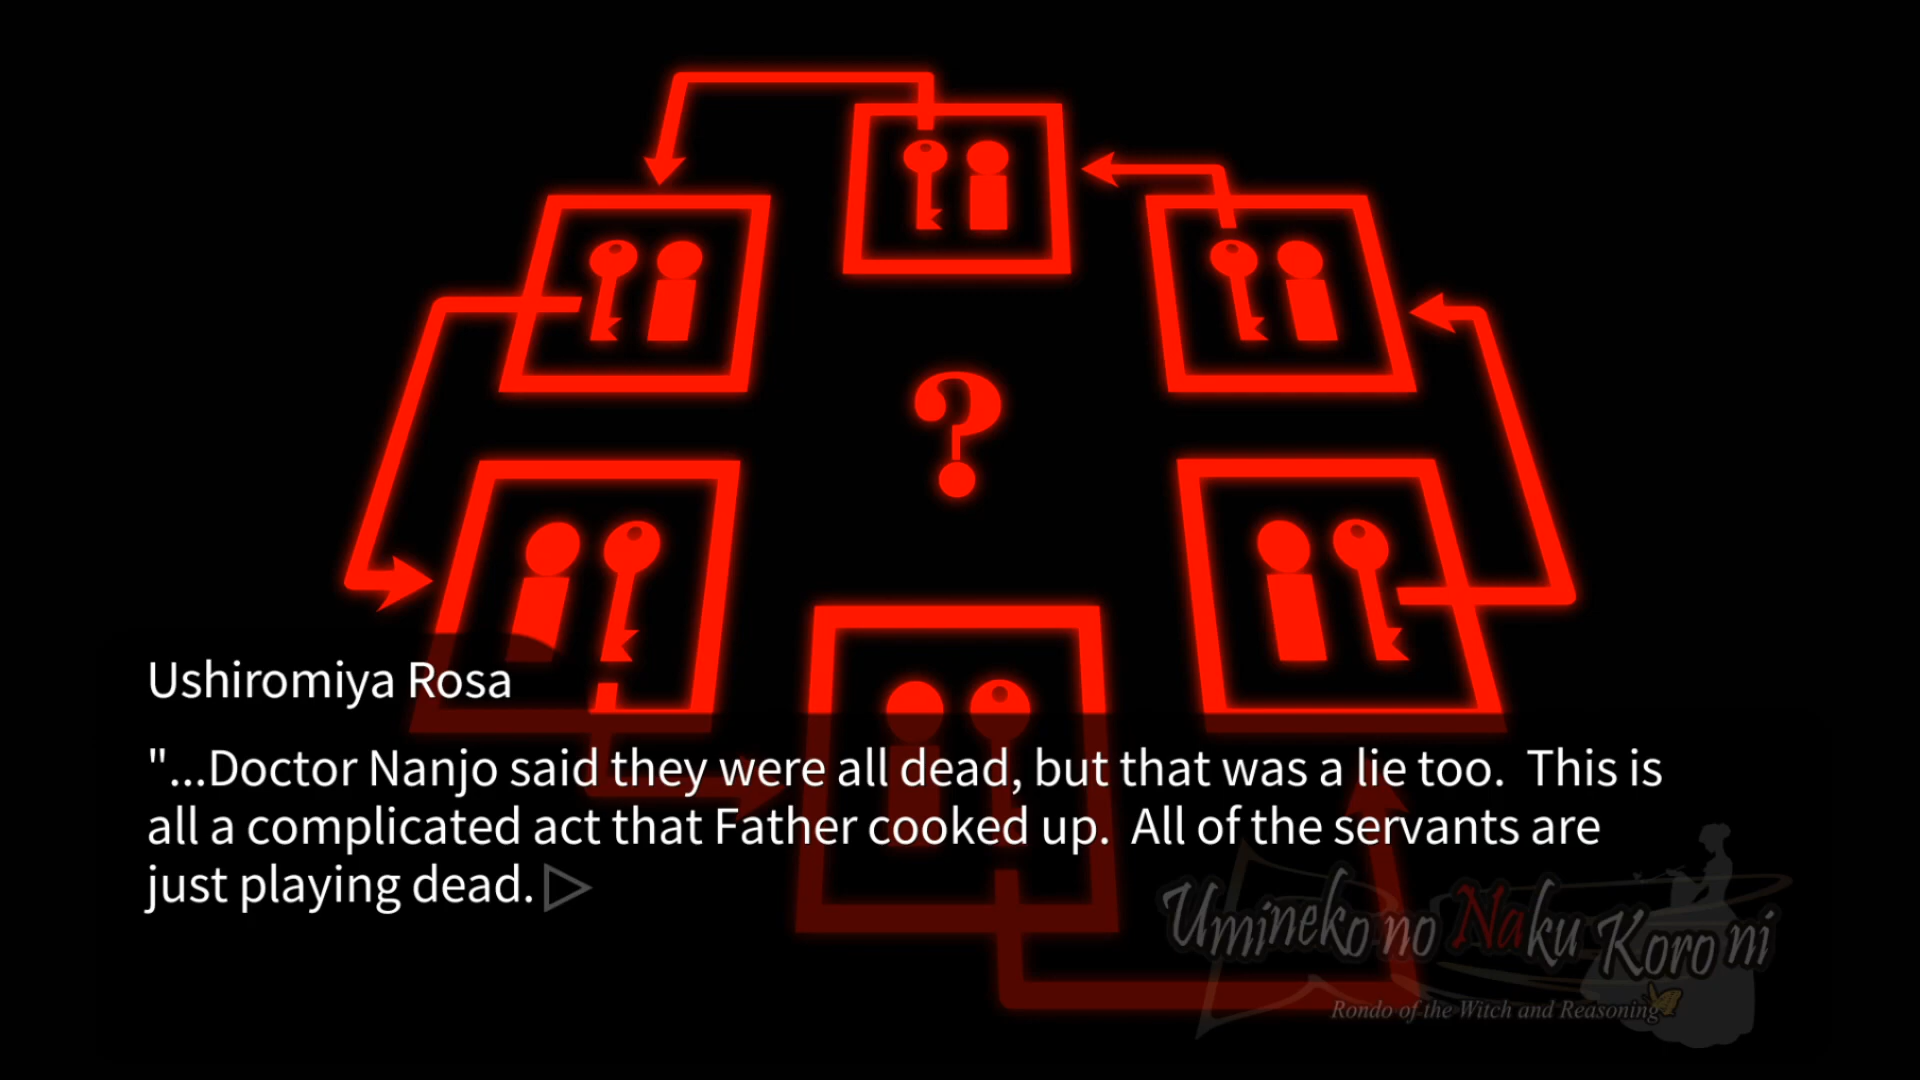 Ushiromiya Rosa
"...Doctor Nanjo said they were all dead, but that was a lie too.  This is
all a complicated act that Father cooked up.  All of the servants are
just playing dead.
?
Umineko no Naku Koro ni
Rondo of the Witch and Reasoning